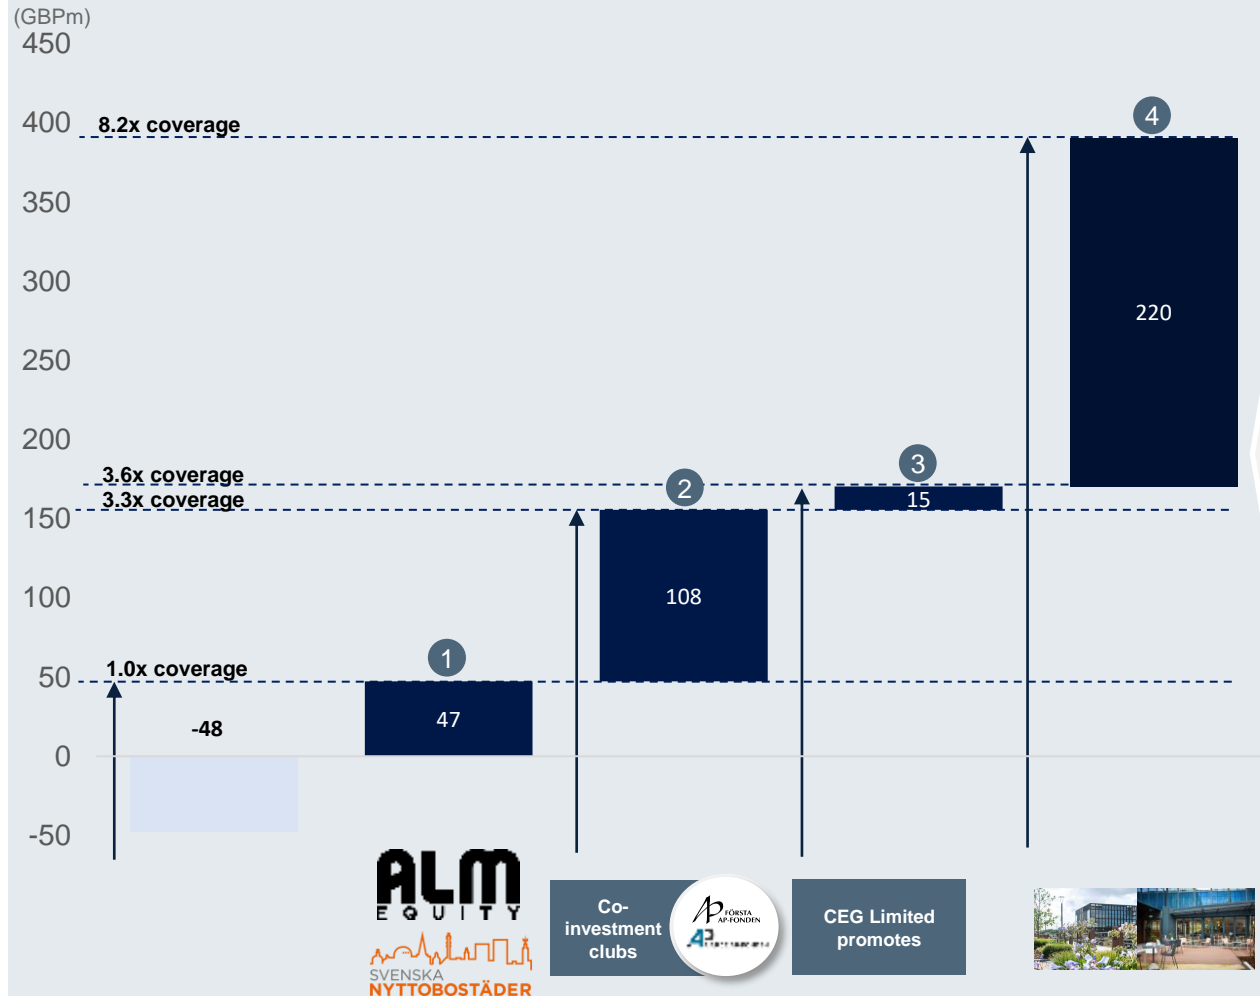 (GBPm)
450
400
350
300
250
200
150
100
50
0
-50
8.2x coverage
3.6x coverage
3.3x coverage
1.0x coverage
-48
1
47
2
108
3
15
4
220
ALM
EQUITY
SVENSKA
NYTTOBOSTÄDER
Co-
investment
clubs
AP FÖRSTA
AP-FONDEN
AP
CEG Limited
promotes